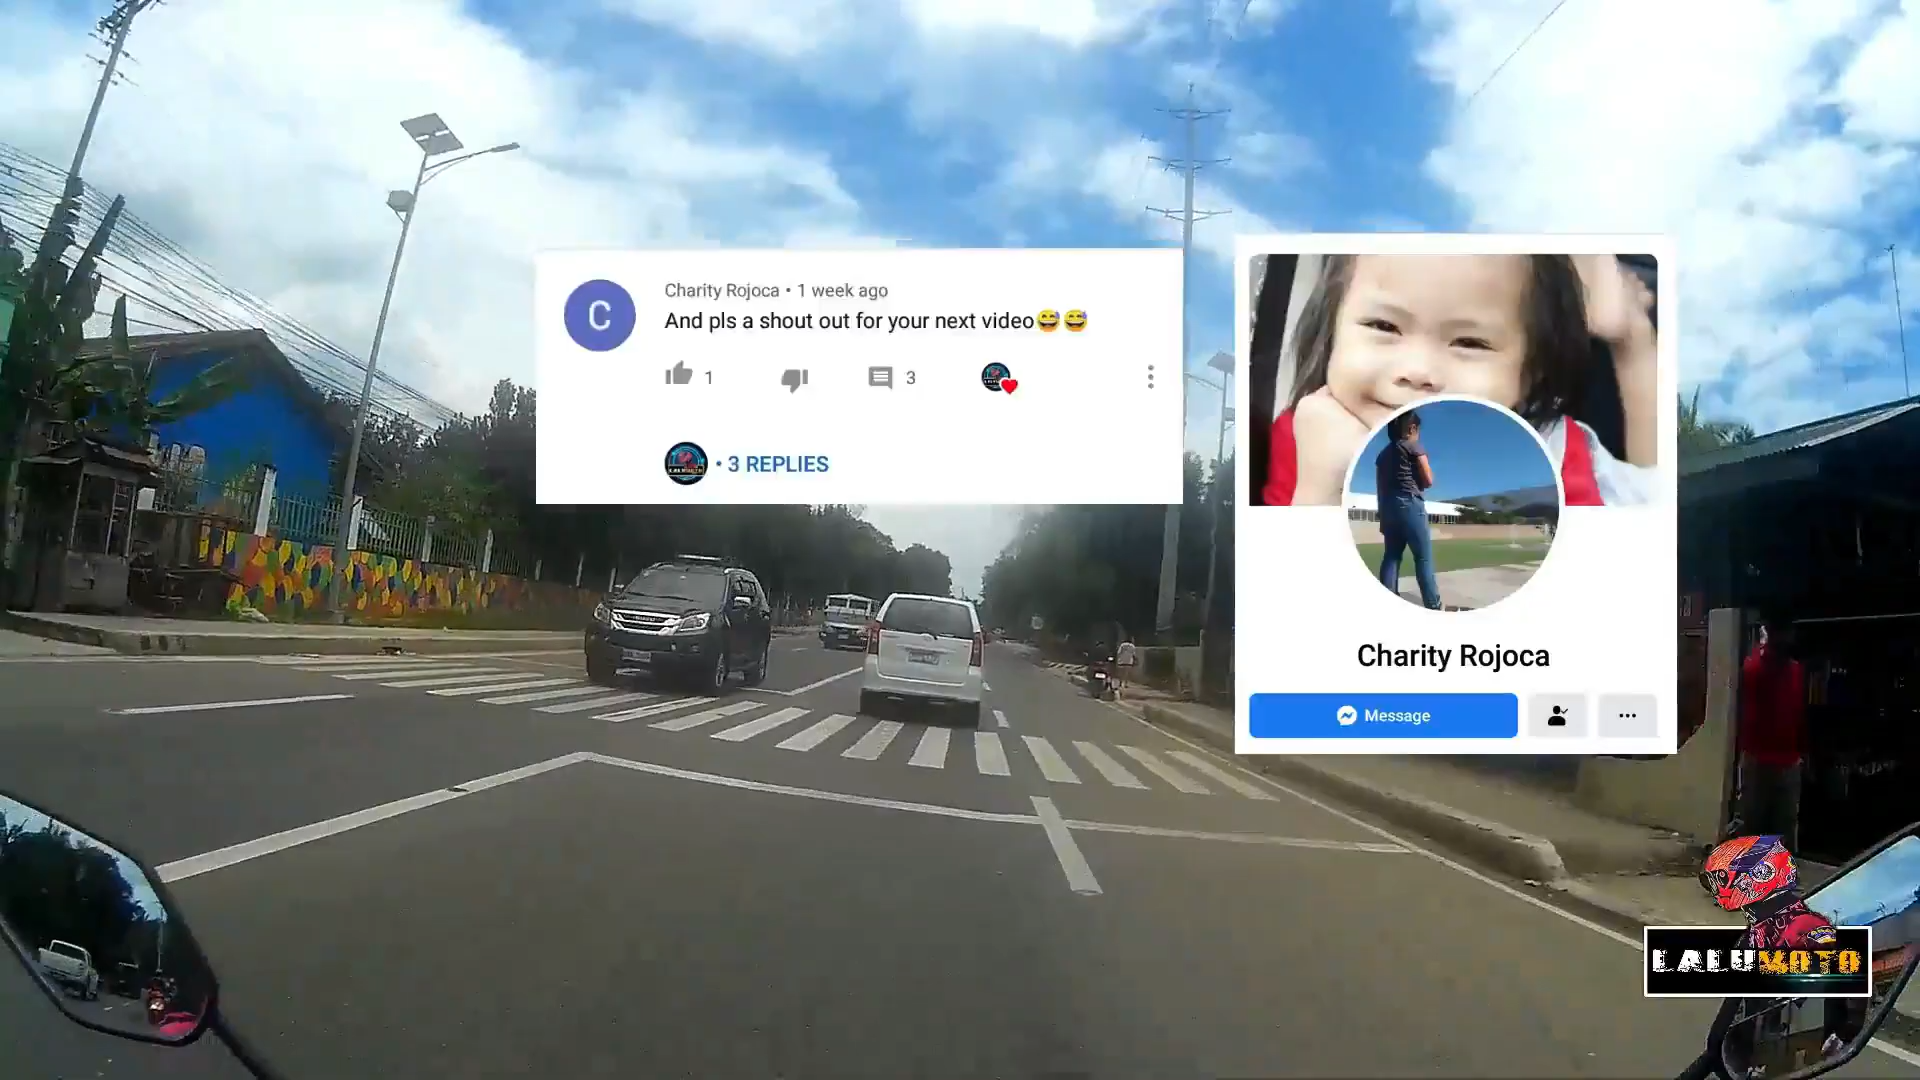 C
Charity Rojoca • 1 week ago
And pls a shout out for your next video😅😅
1
3
• 3 REPLIES
Charity Rojoca
Message
LALUMOTO